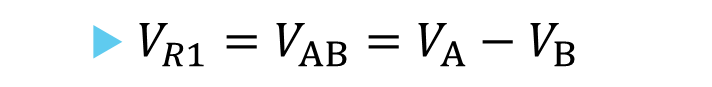 ▶ V_{R1} = V_{AB} = V_A − V_B